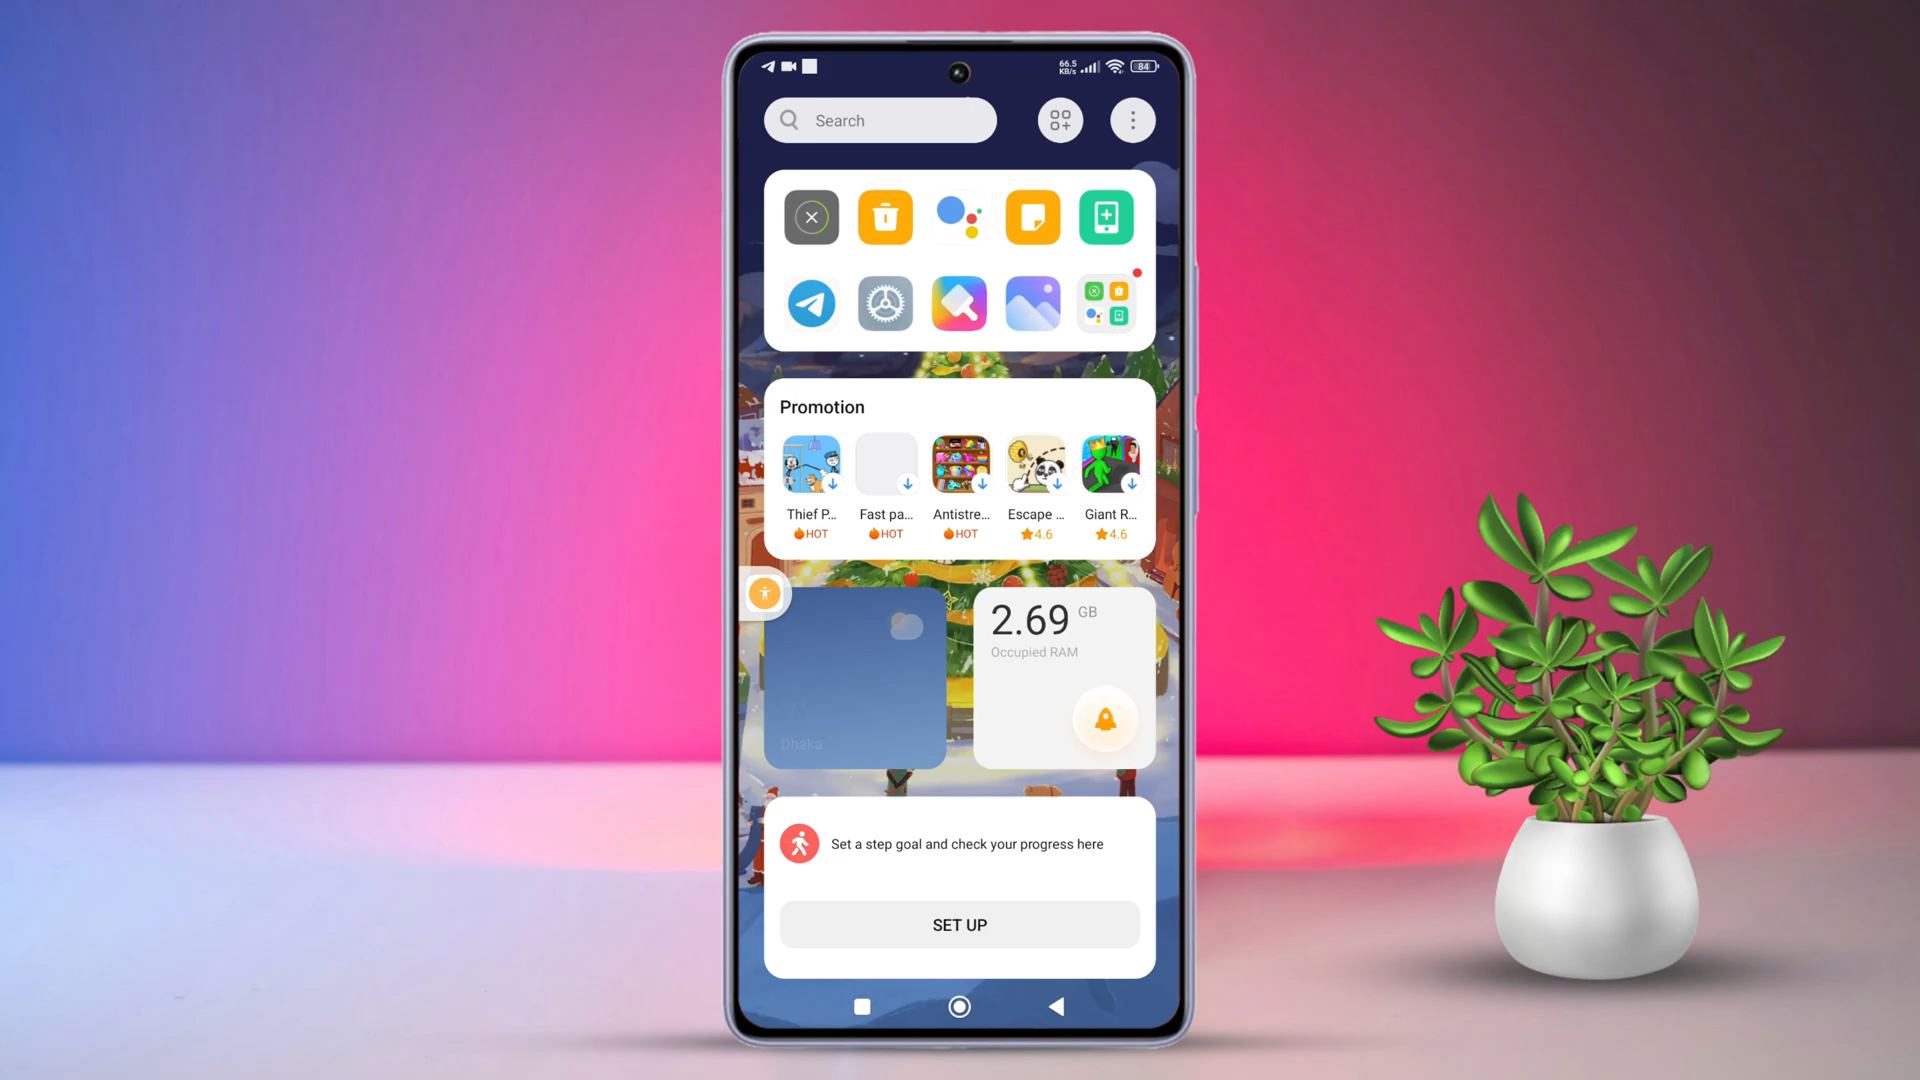 66.5
KB/s
84
Search
Promotion
Thief P...
Fast pa...
Antistre...
Escape ...
Giant R...
HOT
HOT
HOT
4.6
4.6
Dhaka
2.69 GB
Occupied RAM
Set a step goal and check your progress here
SET UP